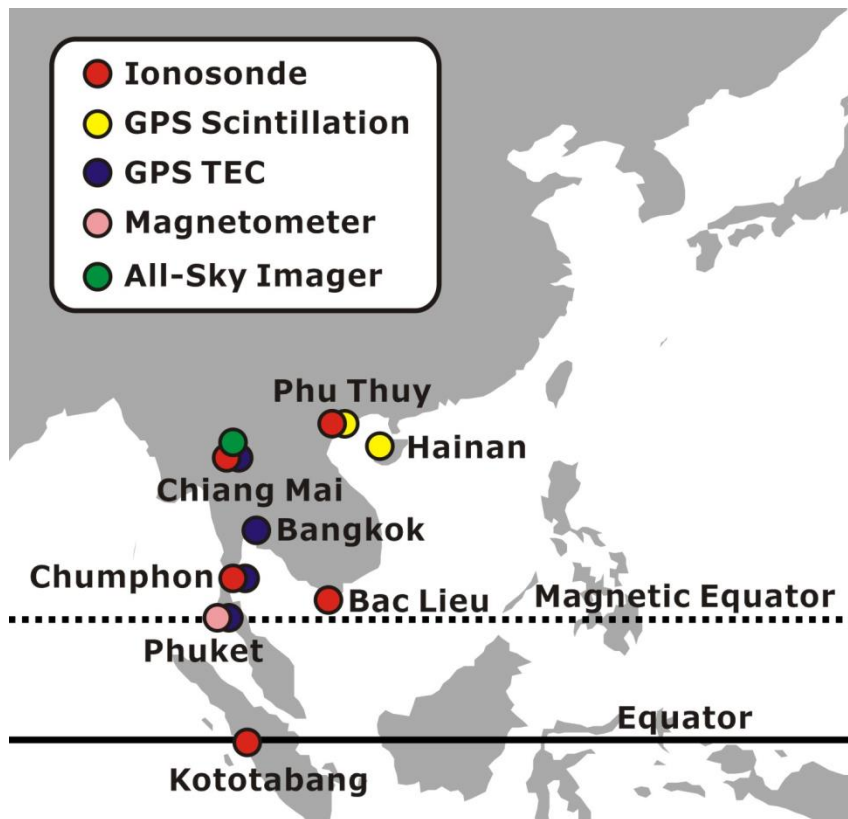 Ionosonde
GPS Scintillation
GPS TEC
Magnetometer
All-Sky Imager
Phu Thuy
Hainan
Chiang Mai
Bangkok
Chumphon
Bac Lieu
Magnetic Equator
Phuket
Equator
Kototabang